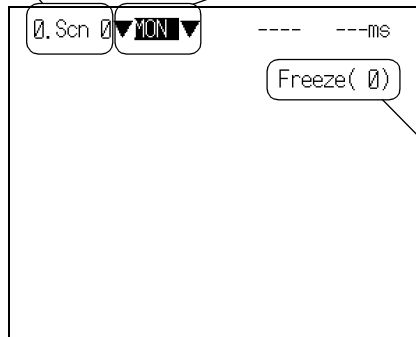 0.Scn 0▼MON ▼ ---- ---ms
Freeze( 0)